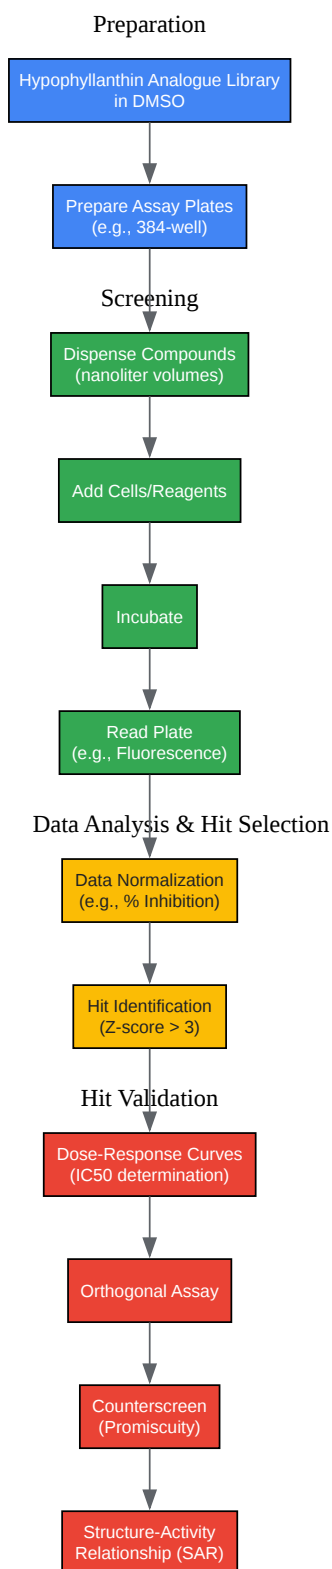 Preparation
Hypophyllanthin Analogue Library
in DMSO
Prepare Assay Plates
(e.g., 384-well)
Screening
Dispense Compounds
(nanoliter volumes)
Add Cells/Reagents
Incubate
Read Plate
(e.g., Fluorescence)
Data Analysis & Hit Selection
Data Normalization
(e.g., % Inhibition)
Hit Identification
(Z-score > 3)
Hit Validation
Dose-Response Curves
(IC50 determination)
Orthogonal Assay
Counterscreen
(Promiscuity)
Structure-Activity
Relationship (SAR)